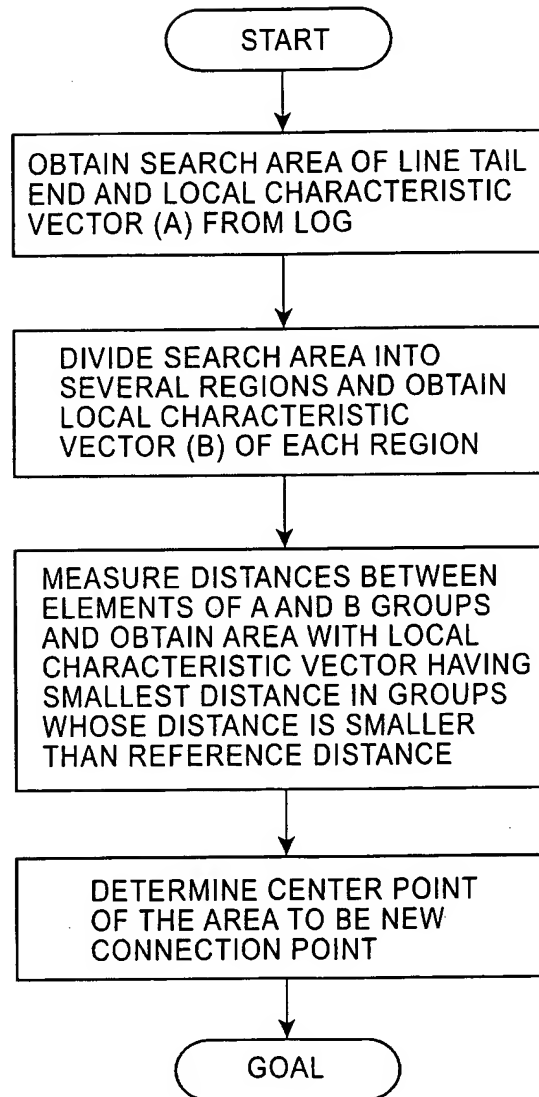 START
OBTAIN SEARCH AREA OF LINE TAIL
END AND LOCAL CHARACTERISTIC
VECTOR (A) FROM LOG
DIVIDE SEARCH AREA INTO
SEVERAL REGIONS AND OBTAIN
LOCAL CHARACTERISTIC
VECTOR (B) OF EACH REGION
MEASURE DISTANCES BETWEEN
ELEMENTS OF A AND B GROUPS
AND OBTAIN AREA WITH LOCAL
CHARACTERISTIC VECTOR HAVING
SMALLEST DISTANCE IN GROUPS
WHOSE DISTANCE IS SMALLER
THAN REFERENCE DISTANCE
DETERMINE CENTER POINT
OF THE AREA TO BE NEW
CONNECTION POINT
GOAL